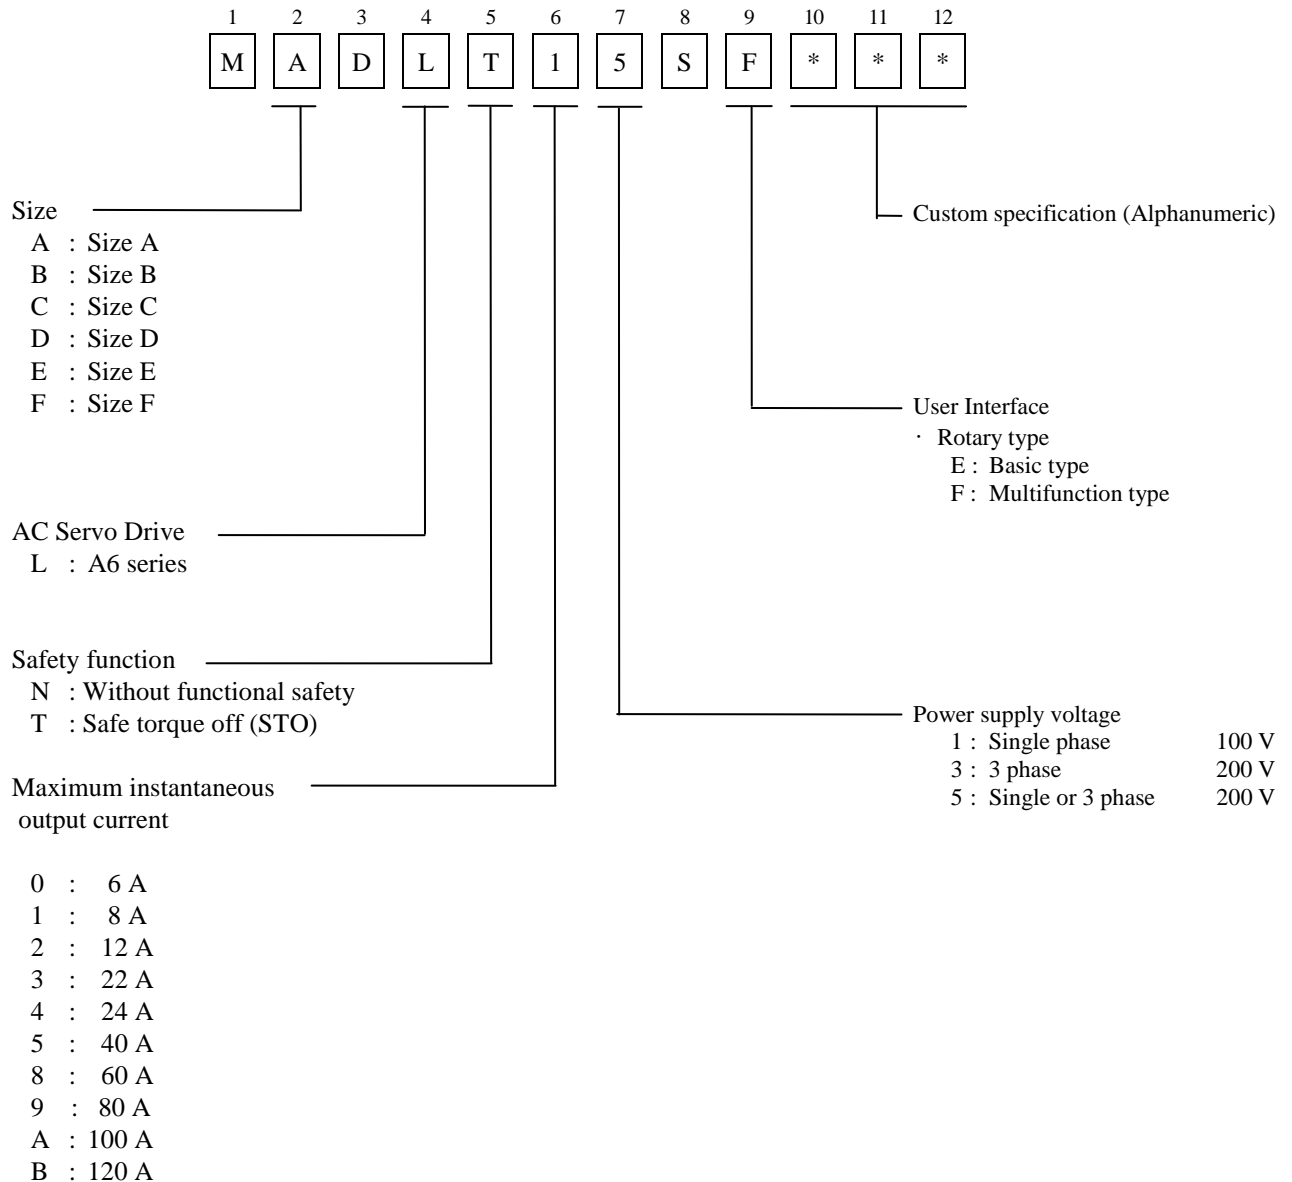 1 2 3 4 5 6 7 8 9 10 11 12
M A D L T 1 5 S F * * *
Size
A : Size A
B : Size B
C : Size C
D : Size D
E : Size E
F : Size F
AC Servo Drive
L : A6 series
Safety function
N : Without functional safety
T : Safe torque off (STO)
Maximum instantaneous
output current
0 : 6 A
1 : 8 A
2 : 12 A
3 : 22 A
4 : 24 A
5 : 40 A
8 : 60 A
9 : 80 A
A : 100 A
B : 120 A
Custom specification (Alphanumeric)
User Interface
· Rotary type
E : Basic type
F : Multifunction type
Power supply voltage
1 : Single phase 100 V
3 : 3 phase 200 V
5 : Single or 3 phase 200 V